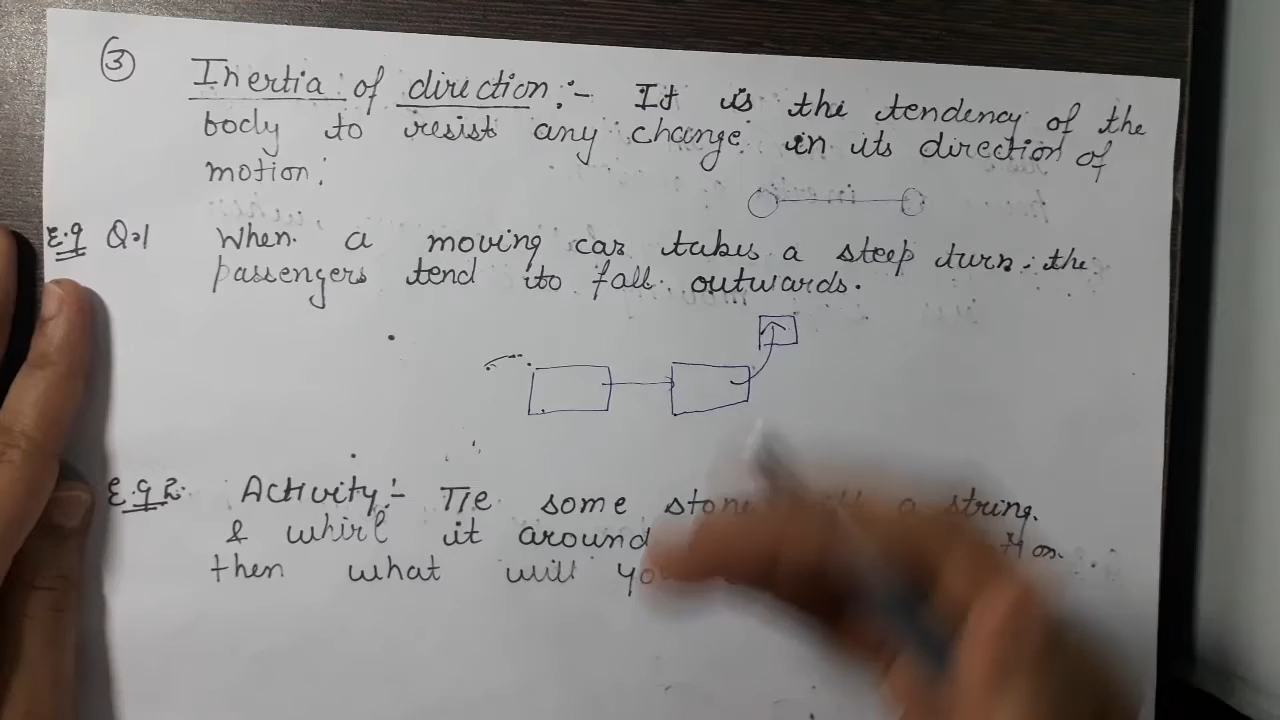 ③ Inertia of direction :- It is the tendency of the
body to resist any change in its direction of
motion.
E.g Q.1 When a moving car takes a steep turn. the
passengers tend to fall outwards.
E.g 2. Activity :- Tie some a string.
& whirl it around
then what will